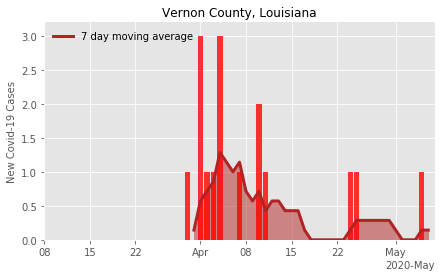 Vernon County, Louisiana
7 day moving average
New Covid-19 Cases
3.0
2.5
2.0
1.5
1.0
0.5
0.0
08
15
22
Apr
08
15
22
May
2020-May